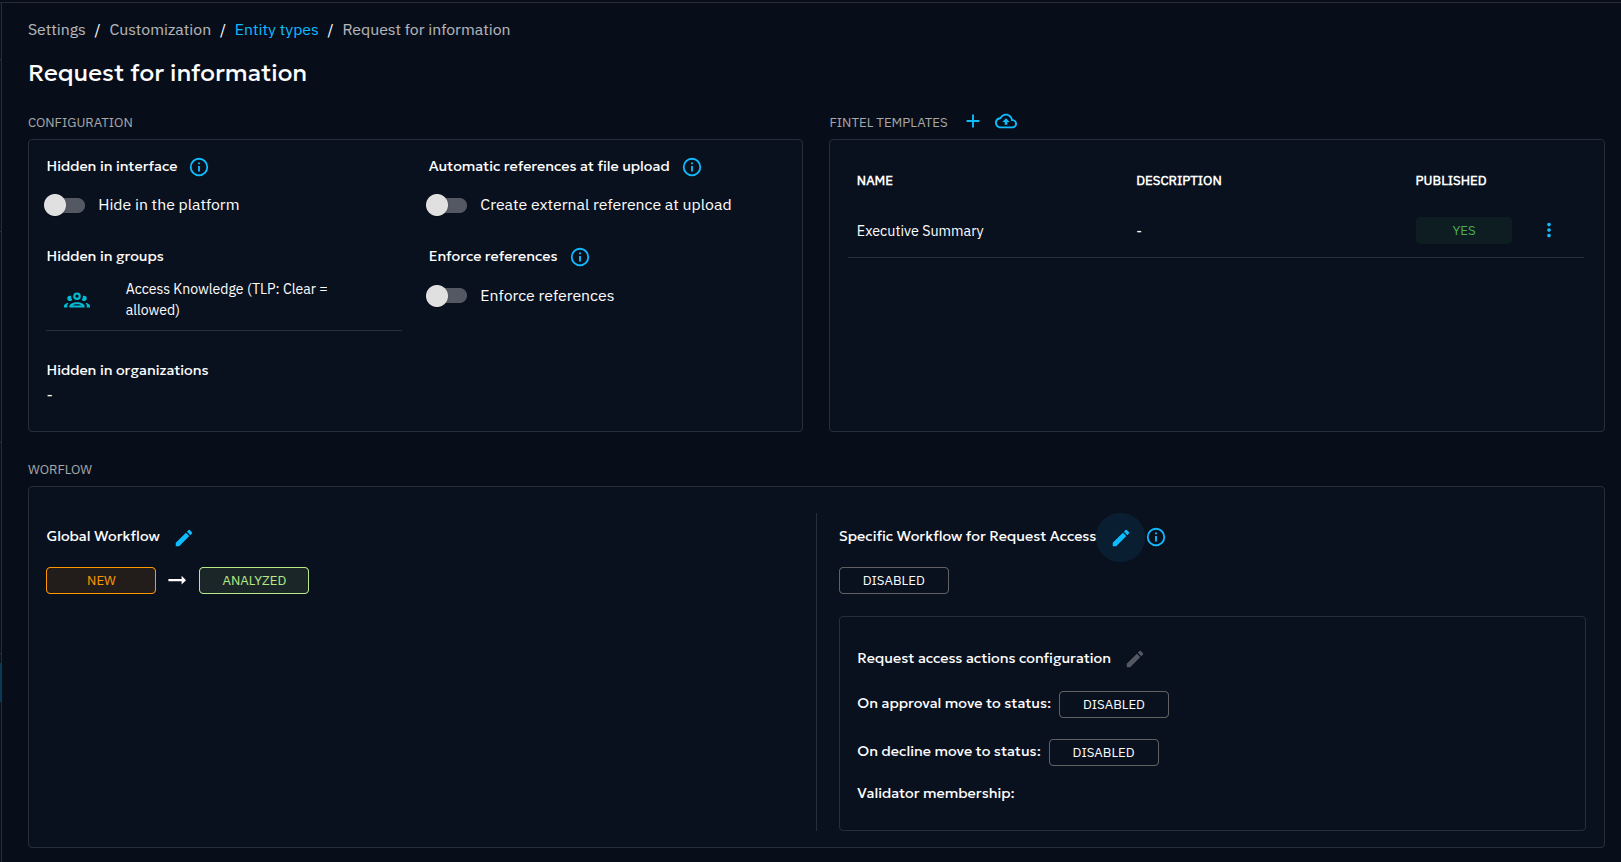 Settings / Customization / Entity types / Request for information
Request for information
CONFIGURATION
Hidden in interface
Hide in the platform
Automatic references at file upload
Create external reference at upload
Hidden in groups
Access Knowledge (TLP: Clear =
allowed)
Enforce references
Enforce references
Hidden in organizations
-
FINTEL TEMPLATES
NAME DESCRIPTION PUBLISHED
Executive Summary - YES
WORFLOW
Global Workflow
NEW → ANALYZED
Specific Workflow for Request Access
DISABLED
Request access actions configuration
On approval move to status: DISABLED
On decline move to status: DISABLED
Validator membership: